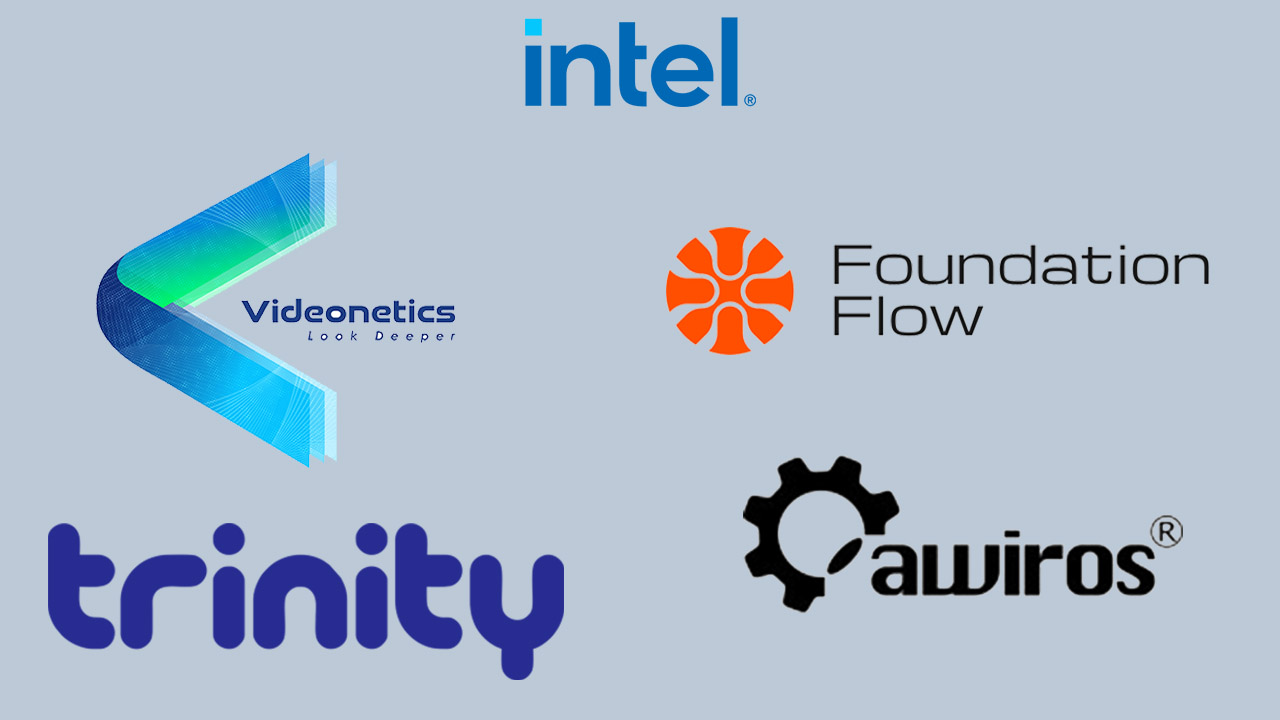 intel®
Videonetics
Look Deeper
Foundation
Flow
trinity
awiros®